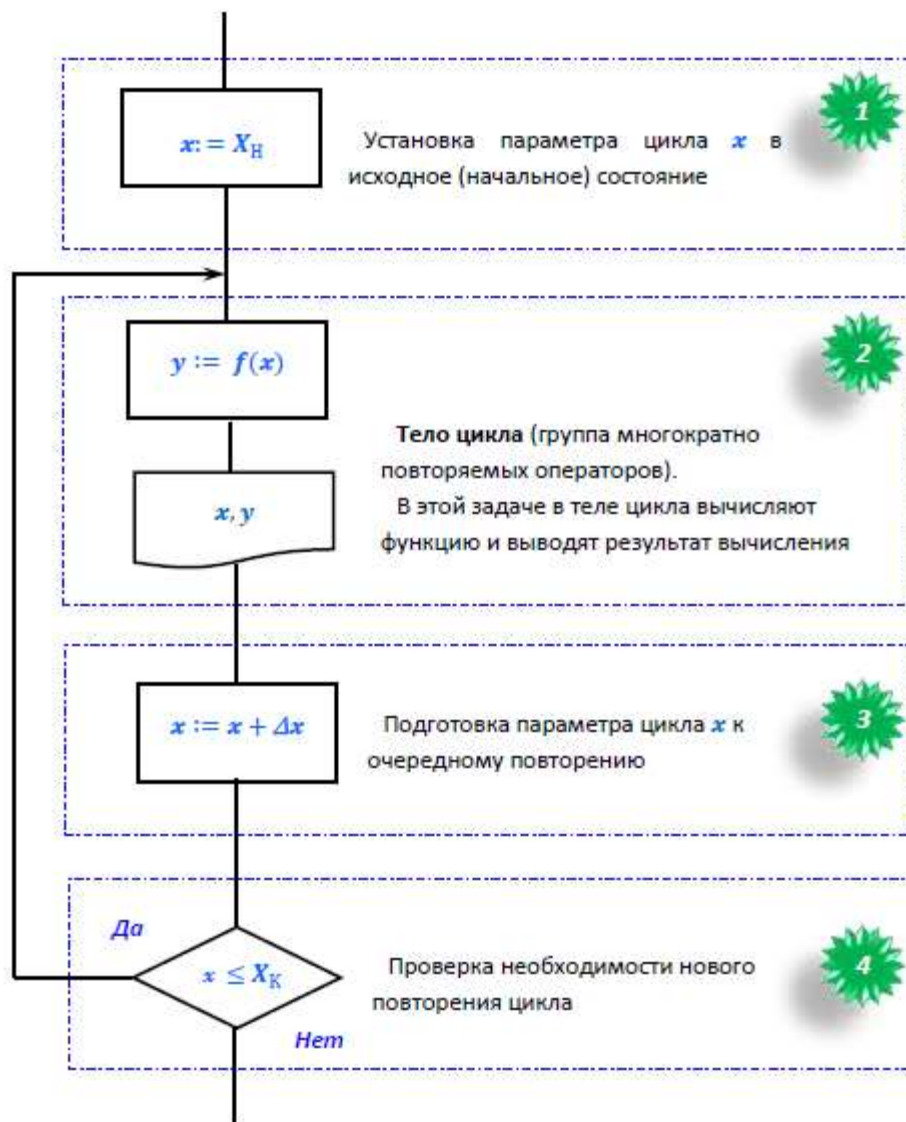 1
x:= X_Н
Установка параметра цикла x в
исходное (начальное) состояние
2
y := f(x)
Тело цикла (группа многократно
повторяемых операторов).
x, y
В этой задаче в теле цикла вычисляют
функцию и выводят результат вычисления
3
x := x + Δx
Подготовка параметра цикла x к
очередному повторению
4
Да
x ≤ X_К
Проверка необходимости нового
повторения цикла
Нет